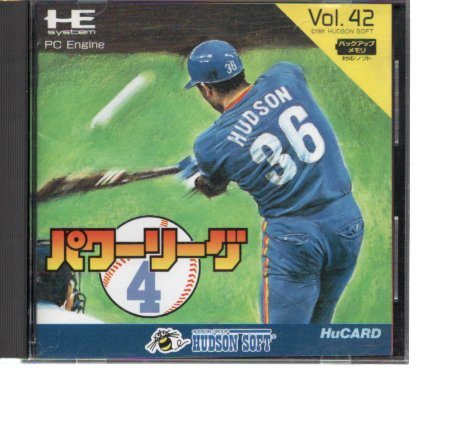 HE
system
PC Engine
Vol. 42
©1991 HUDSON SOFT
バックアップ
メモリ
対応ソフト
36
HUDSON
36
パワーリーグ
4
HUDSON SOFT
HuCARD